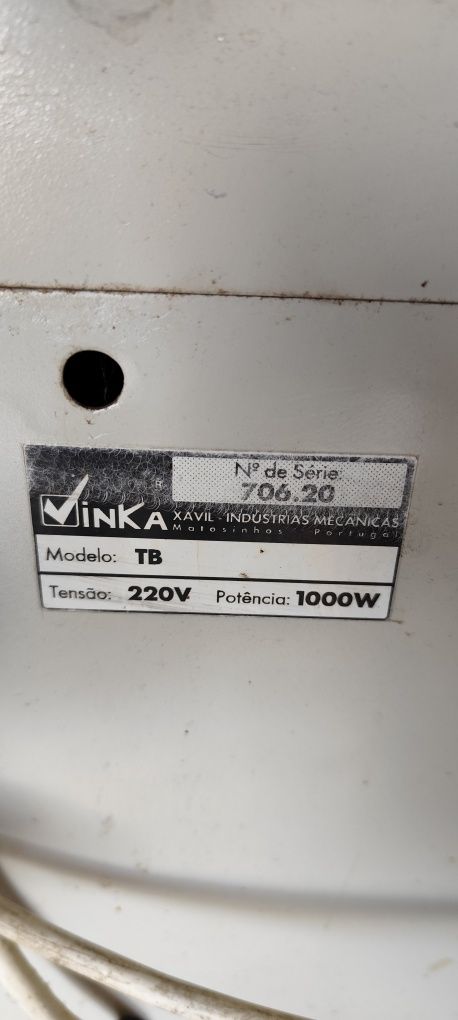 Nº de Série:
706.20
VINKA XAVIL - INDÚSTRIAS MECÂNICAS
Matosinhos Portugal
Modelo: TB
Tensão: 220V Potência: 1000W